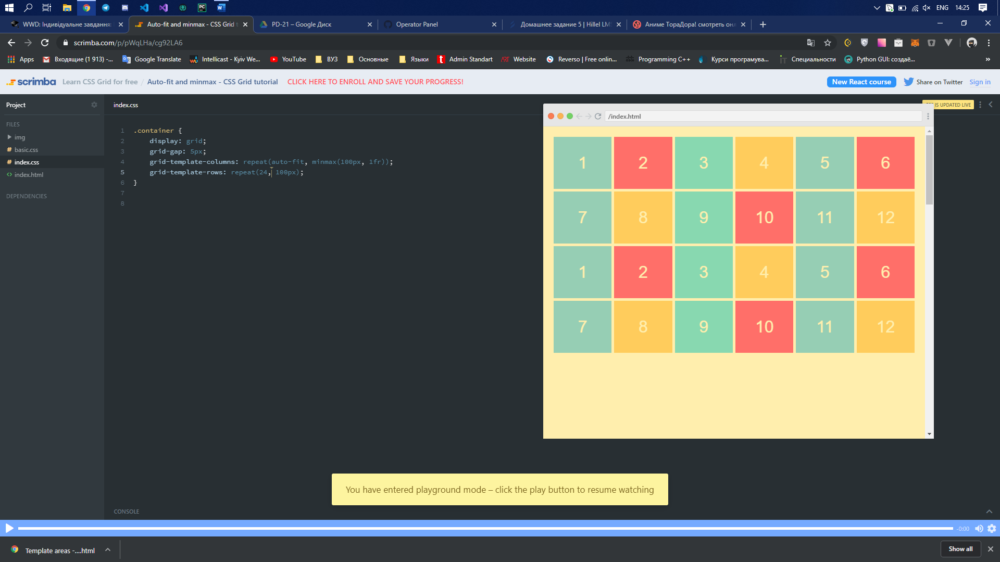 ENG 14:25
WWD: Індивідуальне завдання:
Auto-fit and minmax - CSS Grid t
PD-21 – Google Диск
Operator Panel
Домашнее задание 5 | Hillel LM
Аниме ТораДора! смотреть онл
scrimba.com/p/pWqLHa/cg92LA6
Apps
Входящие (1 913) -...
Google Translate
Intellicast - Kyiv We...
YouTube
ВУЗ
Основные
Языки
Admin Standart
Website
Reverso | Free onlin...
Programming C++
Курси програмува...
Специальности
Python GUI: создаё...
»
scrimba
Learn CSS Grid for free / Auto-fit and minmax - CSS Grid tutorial
CLICK HERE TO ENROLL AND SAVE YOUR PROGRESS!
New React course
Share on Twitter
Sign in
Project
FILES
img
# basic.css
# index.css
<> index.html
DEPENDENCIES
index.css
1 .container {
2 display: grid;
3 grid-gap: 5px;
4 grid-template-columns: repeat(auto-fit, minmax(100px, 1fr));
5 grid-template-rows: repeat(24, 100px);
6 }
7
8
IS UPDATED LIVE
/index.html
1 2 3 4 5 6
7 8 9 10 11 12
1 2 3 4 5 6
7 8 9 10 11 12
You have entered playground mode – click the play button to resume watching
CONSOLE
-0:00
Template areas -....html
Show all